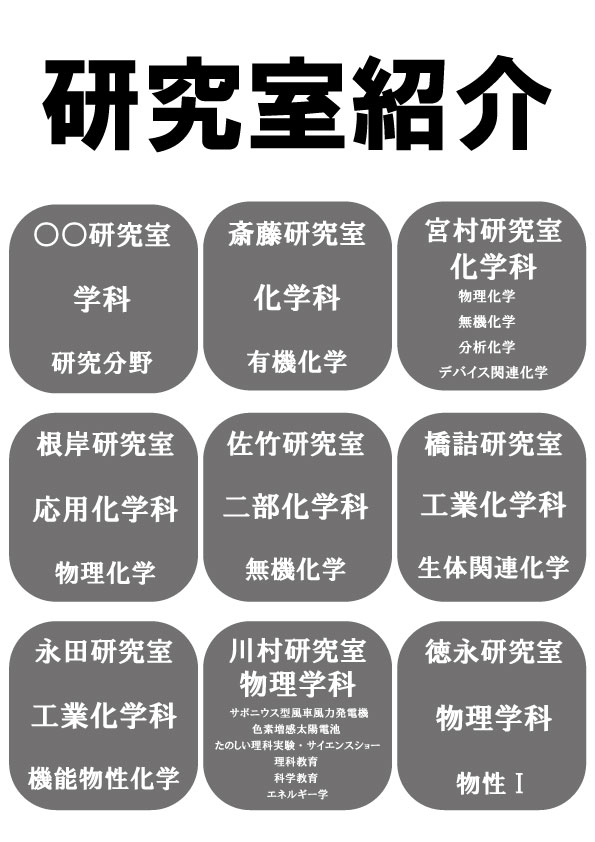 研究室紹介
〇〇研究室
学科
研究分野
斎藤研究室
化学科
有機化学
宮村研究室
化学科
物理化学
無機化学
分析化学
デバイス関連化学
根岸研究室
応用化学科
物理化学
佐竹研究室
二部化学科
無機化学
橋詰研究室
工業化学科
生体関連化学
永田研究室
工業化学科
機能物性化学
川村研究室
物理学科
サボニウス型風車風力発電機
色素増感太陽電池
たのしい理科実験・サイエンスショー
理科教育
科学教育
エネルギー学
徳永研究室
物理学科
物性Ⅰ